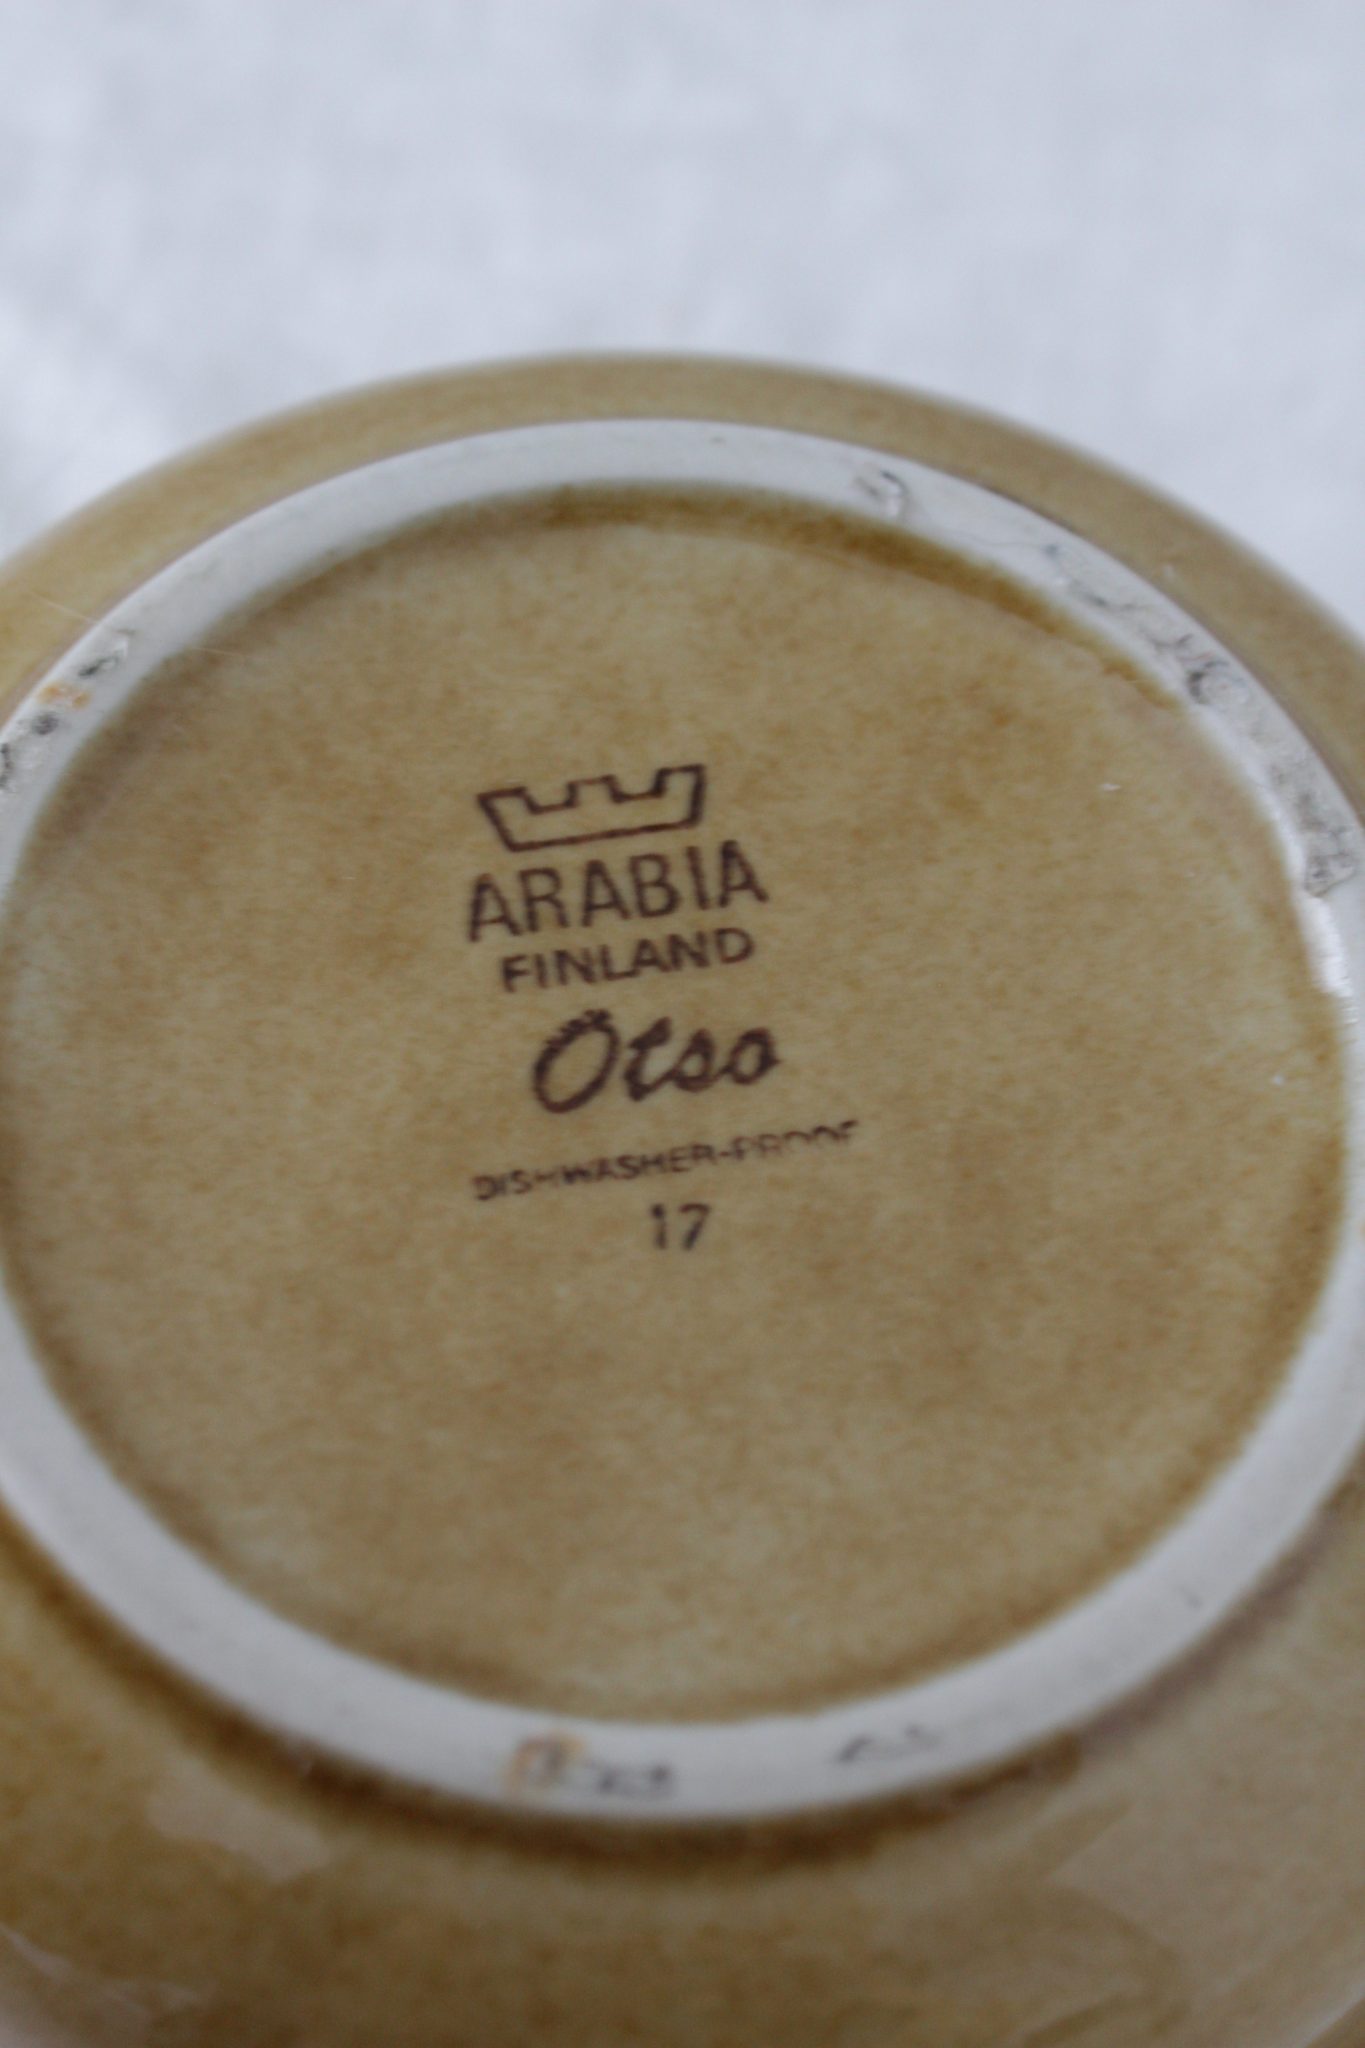 ARABIA
FINLAND
Otso
DISHWASHER-PROOF
17